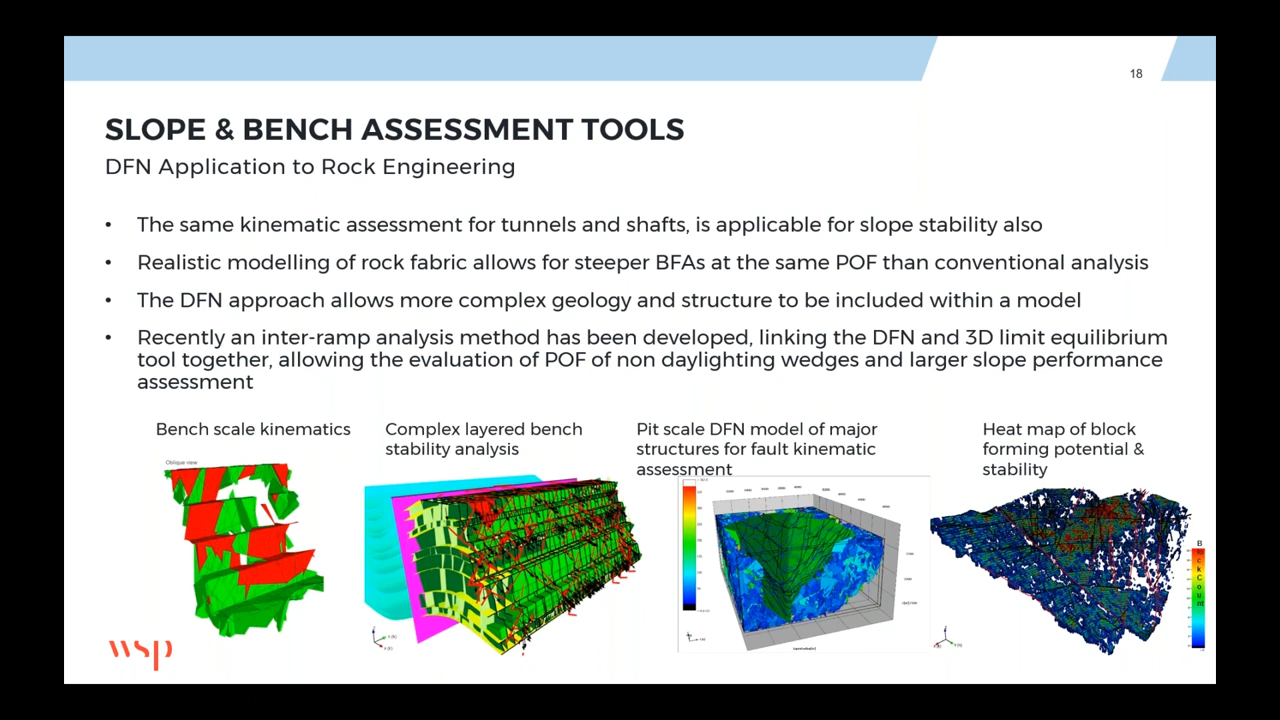 18
SLOPE & BENCH ASSESSMENT TOOLS
DFN Application to Rock Engineering
• The same kinematic assessment for tunnels and shafts, is applicable for slope stability also
• Realistic modelling of rock fabric allows for steeper BFAs at the same POF than conventional analysis
• The DFN approach allows more complex geology and structure to be included within a model
• Recently an inter-ramp analysis method has been developed, linking the DFN and 3D limit equilibrium
tool together, allowing the evaluation of POF of non daylighting wedges and larger slope performance
assessment
Bench scale kinematics
Oblique view
Complex layered bench
stability analysis
Pit scale DFN model of major
structures for fault kinematic
assessment
Heat map of block
forming potential &
stability
Block Count
wsp